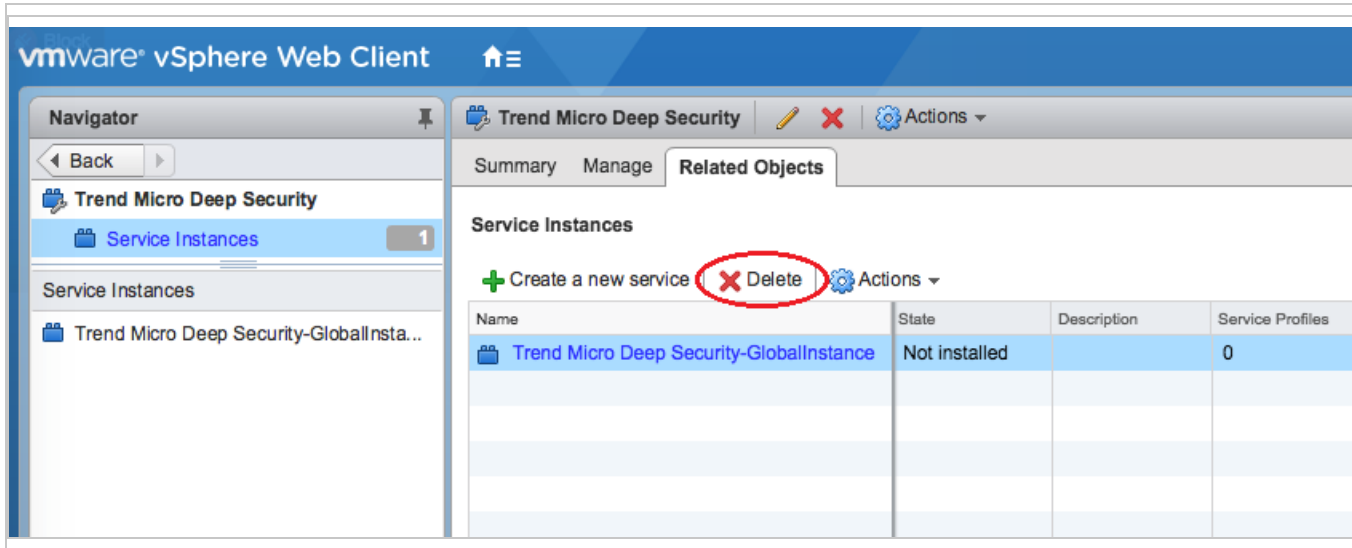 vmware® vSphere Web Client
Navigator
Back
Trend Micro Deep Security
Service Instances 1
Service Instances
Trend Micro Deep Security-GlobalInsta...
Trend Micro Deep Security Actions
Summary Manage Related Objects
Service Instances
Create a new service Delete Actions
Name State Description Service Profiles
Trend Micro Deep Security-GlobalInstance Not installed 0